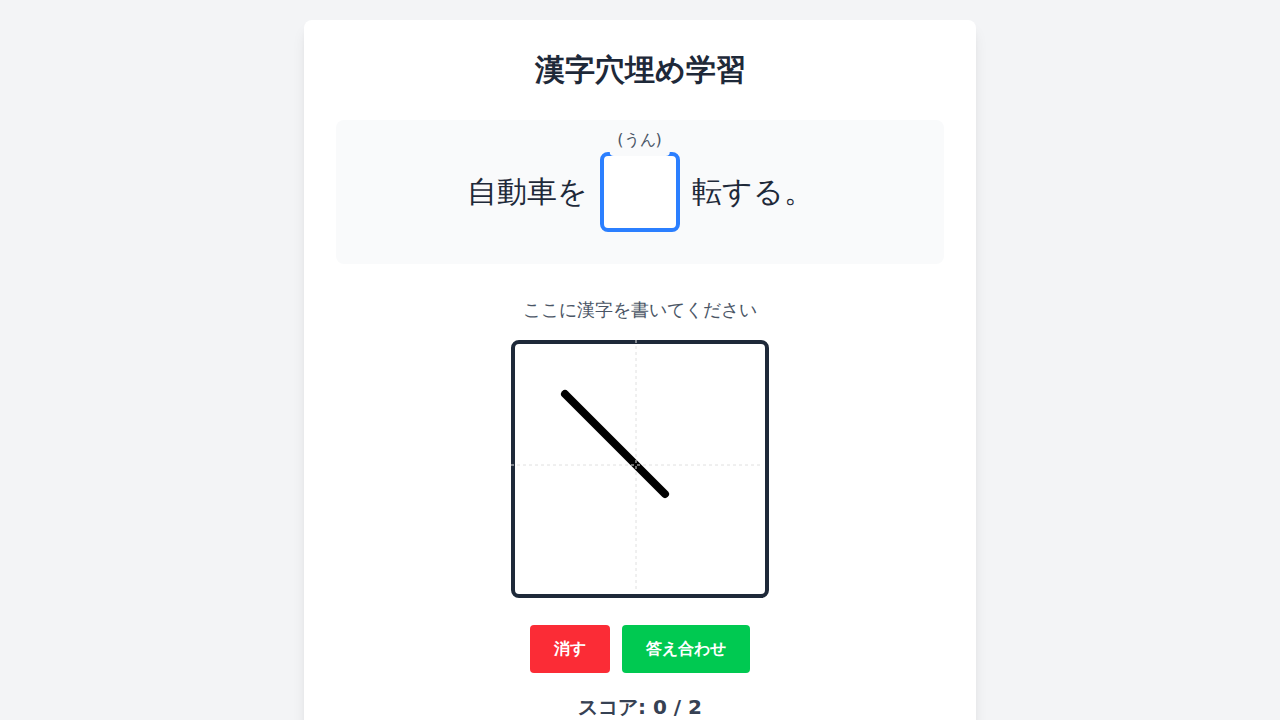 漢字穴埋め学習
(うん)
自動車を 転する。
ここに漢字を書いてください
消す 答え合わせ
スコア: 0 / 2